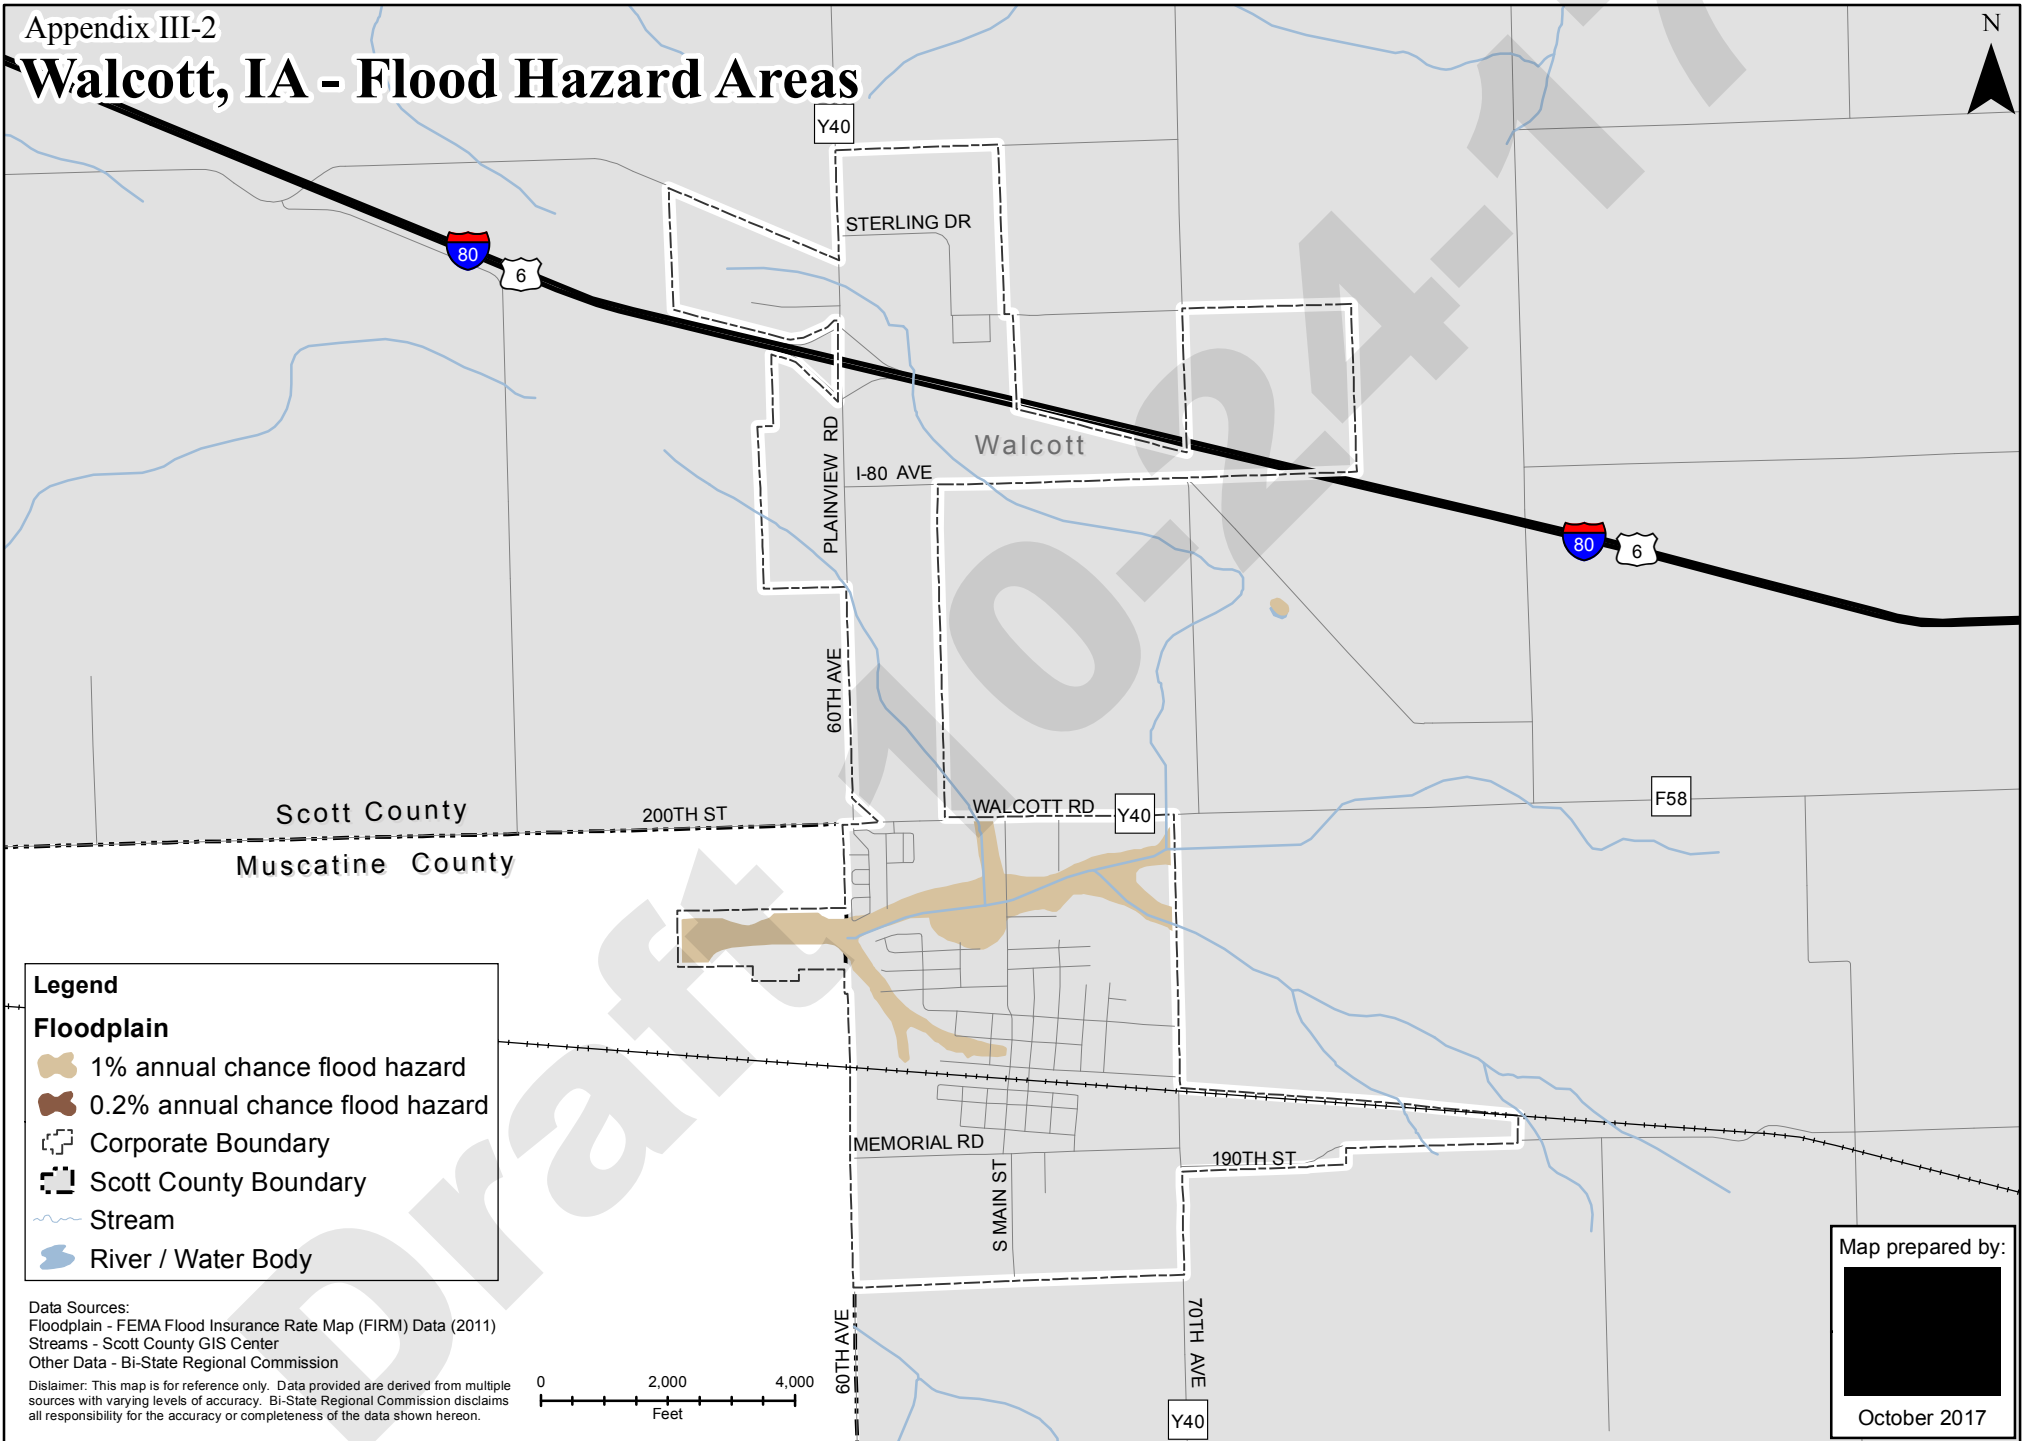 Appendix III-2
Walcott, IA - Flood Hazard Areas
N
Y40
STERLING DR
80
6
Walcott
PLAINVIEW RD
I-80 AVE
80
6
60TH AVE
Scott County
200TH ST
WALCOTT RD
Y40
F58
Muscatine County
Legend
Floodplain
1% annual chance flood hazard
0.2% annual chance flood hazard
Corporate Boundary
Scott County Boundary
Stream
River / Water Body
MEMORIAL RD
190TH ST
S MAIN ST
60TH AVE
70TH AVE
Y40
Data Sources:
Floodplain - FEMA Flood Insurance Rate Map (FIRM) Data (2011)
Streams - Scott County GIS Center
Other Data - Bi-State Regional Commission
Dislaimer: This map is for reference only. Data provided are derived from multiple
sources with varying levels of accuracy. Bi-State Regional Commission disclaims
all responsibility for the accuracy or completeness of the data shown hereon.
0 2,000 4,000
Feet
Map prepared by:
October 2017
Draft 10-24-17